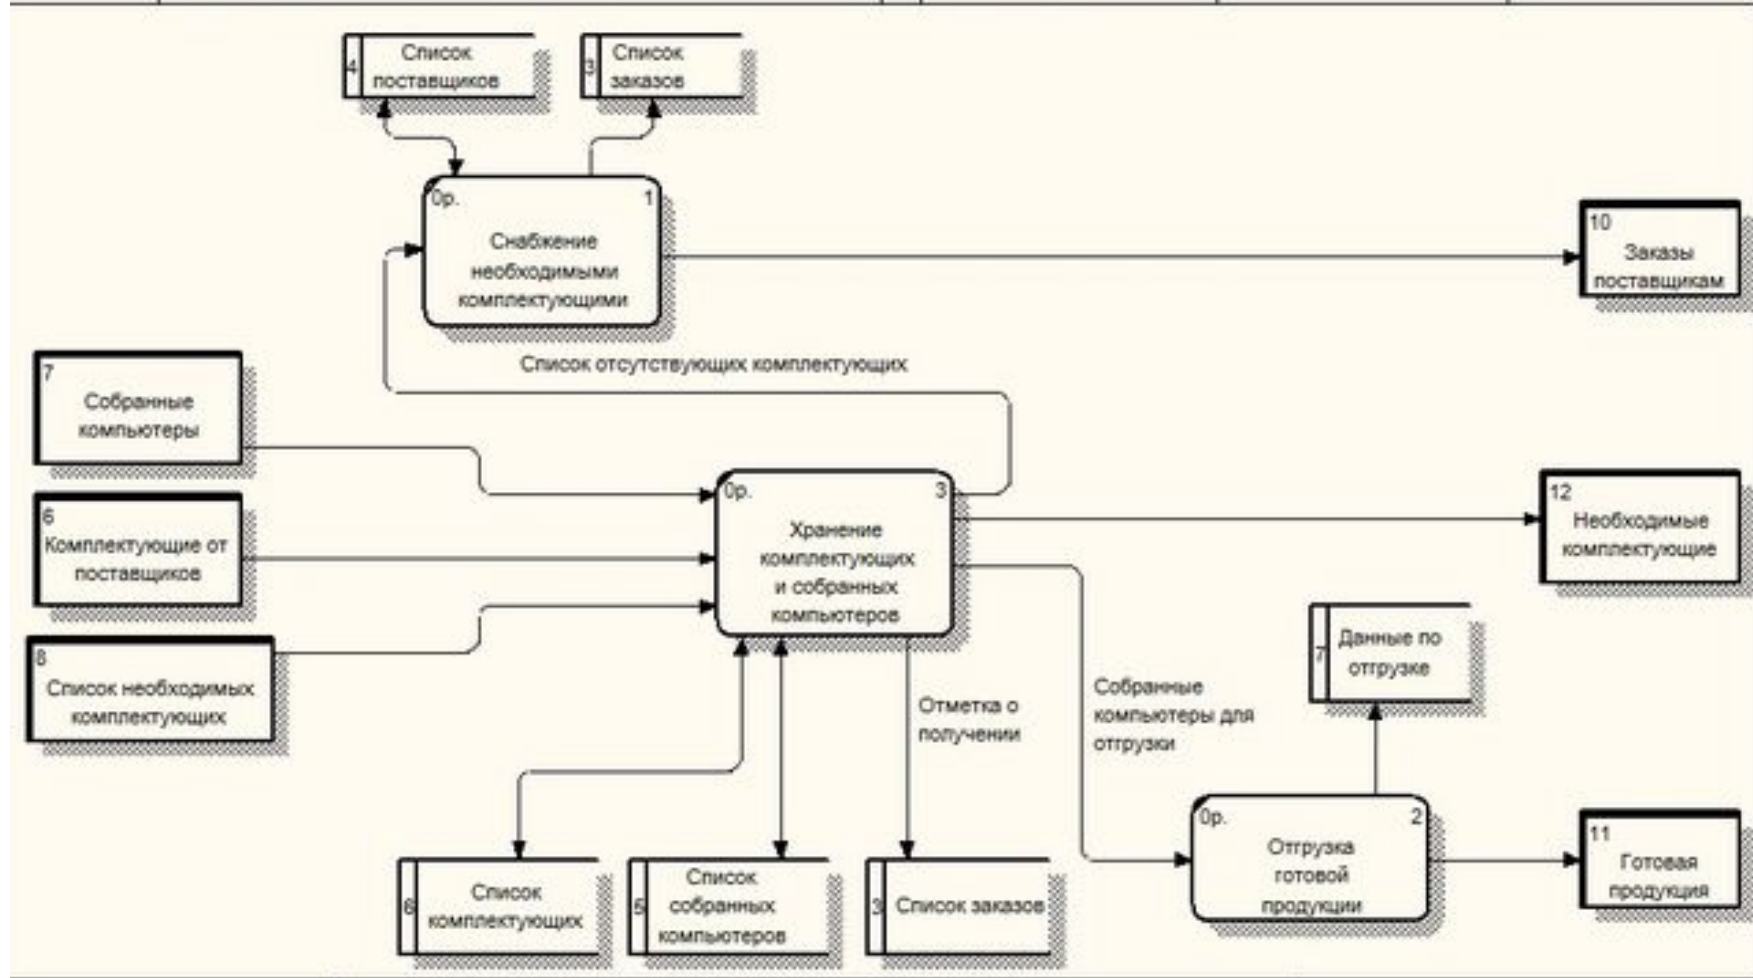 4
Список
поставщиков
3
Список
заказов
0р.
1
Снабжение
необходимыми
комплектующими
10
Заказы
поставщикам
Список отсутствующих комплектующих
7
Собранные
компьютеры
6
Комплектующие от
поставщиков
8
Список необходимых
комплектующих
0р.
3
Хранение
комплектующих
и собранных
компьютеров
12
Необходимые
комплектующие
7
Данные по
отгрузке
Отметка о
получении
Собранные
компьютеры для
отгрузки
6
Список
комплектующих
5
Список
собранных
компьютеров
3
Список заказов
0р.
2
Отгрузка
готовой
продукции
11
Готовая
продукция